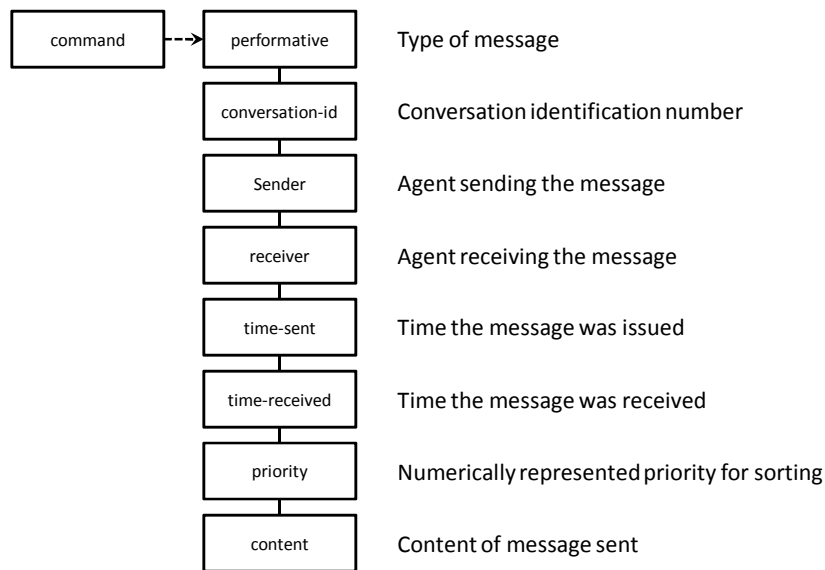 command
performative
Type of message
conversation-id
Conversation identification number
Sender
Agent sending the message
receiver
Agent receiving the message
time-sent
Time the message was issued
time-received
Time the message was received
priority
Numerically represented priority for sorting
content
Content of message sent